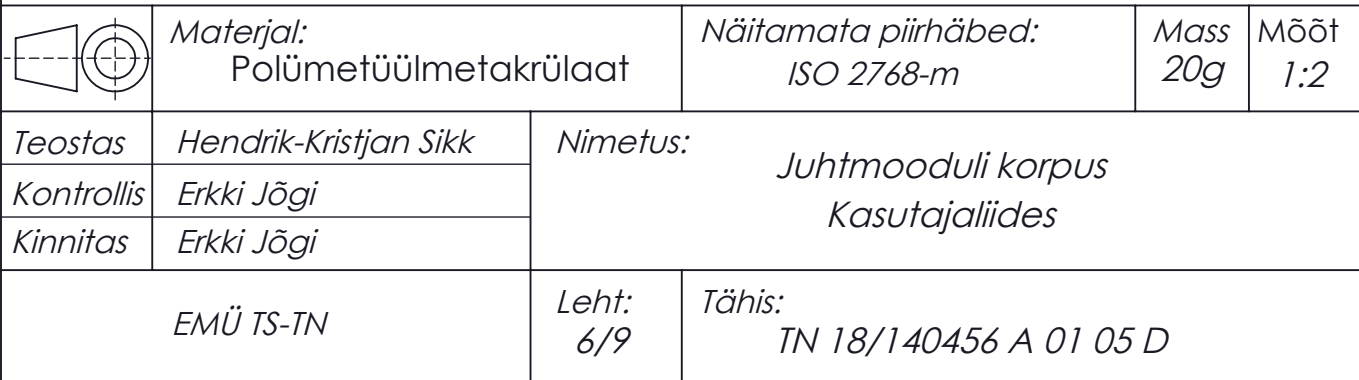 Materjal:
Polümetüülmetakrülaat
Näitamata piirhäbed:
ISO 2768-m
Mass
20g
Mõõt
1:2
Teostas
Hendrik-Kristjan Sikk
Kontrollis
Erkki Jõgi
Kinnitas
Erkki Jõgi
Nimetus:
Juhtmooduli korpus
Kasutajaliides
EMÜ TS-TN
Leht:
6/9
Tähis:
TN 18/140456 A 01 05 D